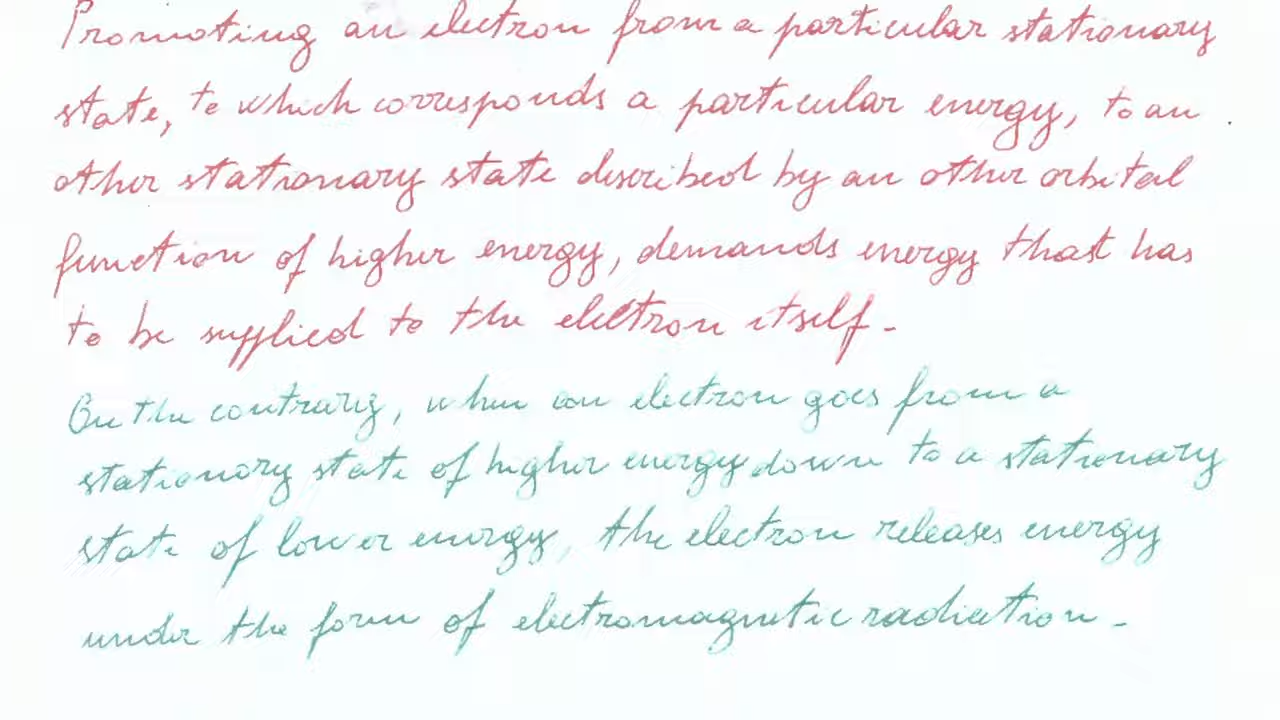 Promoting an electron from a particular stationary
state, to which corresponds a particular energy, to an
other stationary state described by an other orbital
function of higher energy, demands energy that has
to be supplied to the electron itself.
On the contrary, when an electron goes from a
stationary state of higher energy down to a stationary
state of lower energy, the electron releases energy
under the form of electromagnetic radiation.